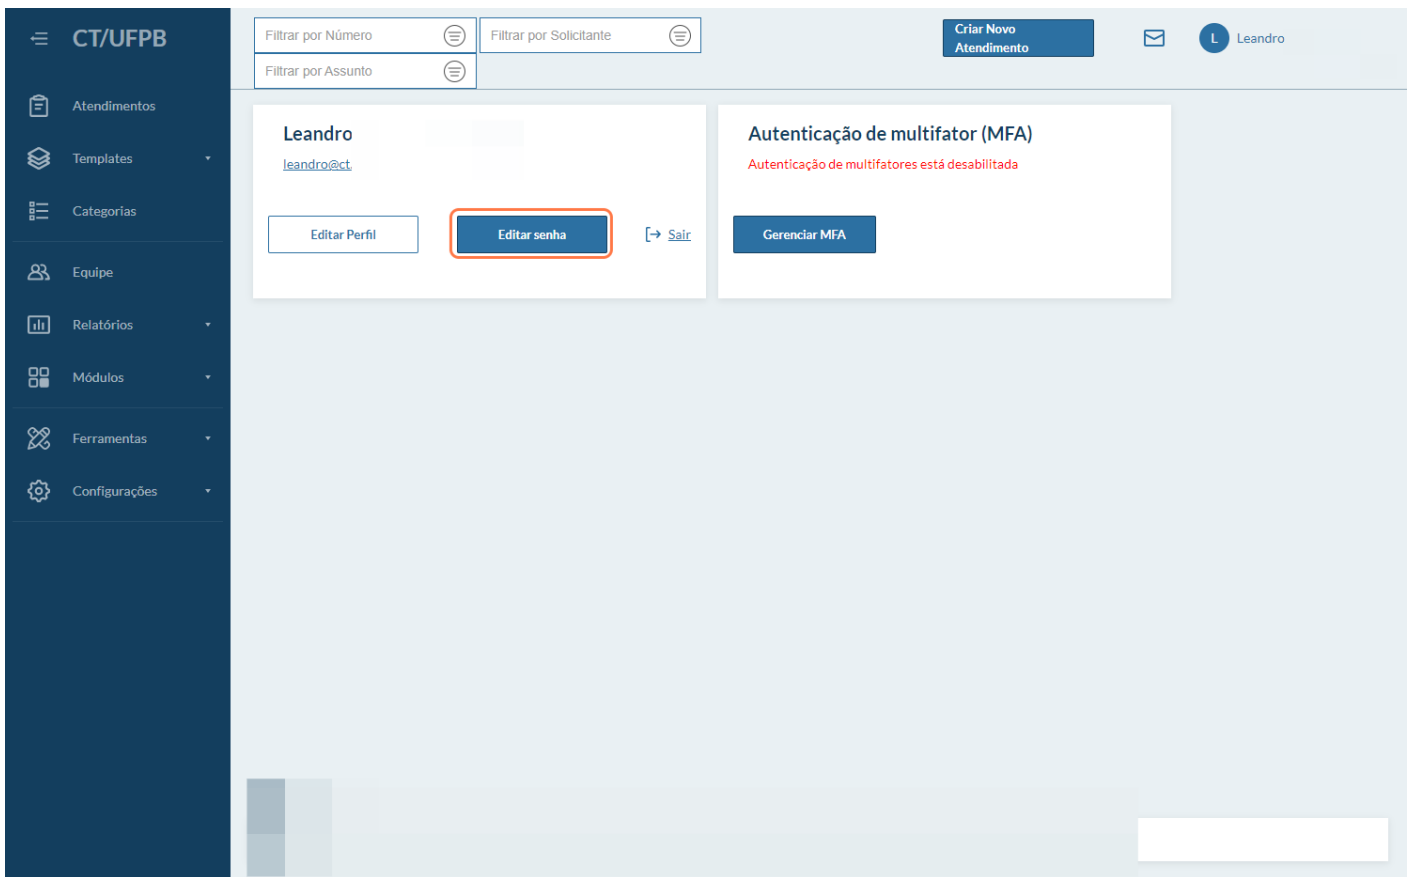 CT/UFPB
Atendimentos
Templates
Categorias
Equipe
Relatórios
Módulos
Ferramentas
Configurações
Filtrar por Número
Filtrar por Solicitante
Filtrar por Assunto
Criar Novo
Atendimento
L Leandro
Leandro
leandro@ct.
Editar Perfil
Editar senha
Sair
Autenticação de multifator (MFA)
Autenticação de multifatores está desabilitada
Gerenciar MFA